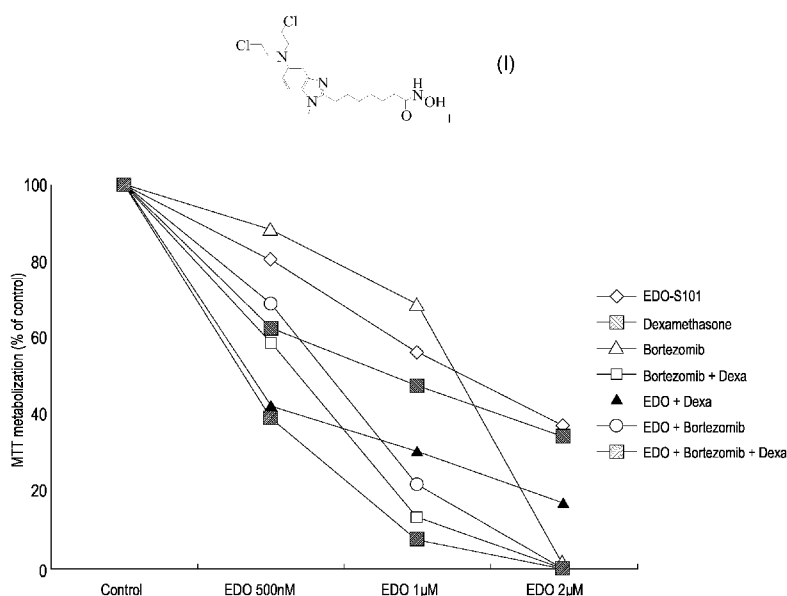 Cl
Cl
N
N
N
H
N
OH
O
I
(I)
MTT metabolization (% of control)
100
80
60
40
20
0
Control
EDO 500nM
EDO 1μM
EDO 2μM
EDO-S101
Dexamethasone
Bortezomib
Bortezomib + Dexa
EDO + Dexa
EDO + Bortezomib
EDO + Bortezomib + Dexa